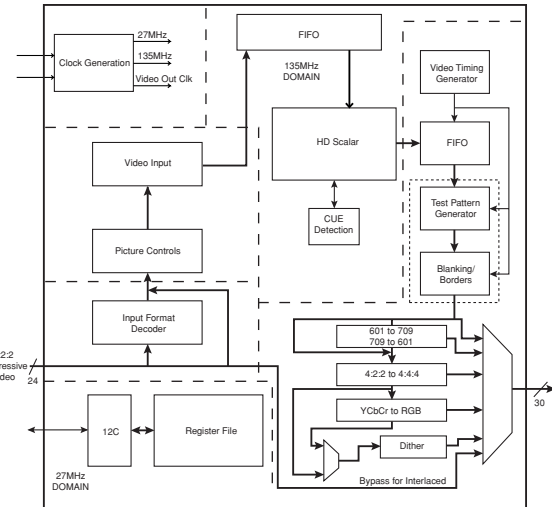 27MHz
135MHz
Video Out Clk
Clock Generation
FIFO
135MHz
DOMAIN
Video Timing
Generator
Video Input
HD Scalar
FIFO
CUE
Detection
Test Pattern
Generator
Picture Controls
Blanking/
Borders
Input Format
Decoder
601 to 709
709 to 601
2:2
ressive
deo
24
4:2:2 to 4:4:4
30
YCbCr to RGB
12C
Register File
Dither
27MHz
DOMAIN
Bypass for Interlaced